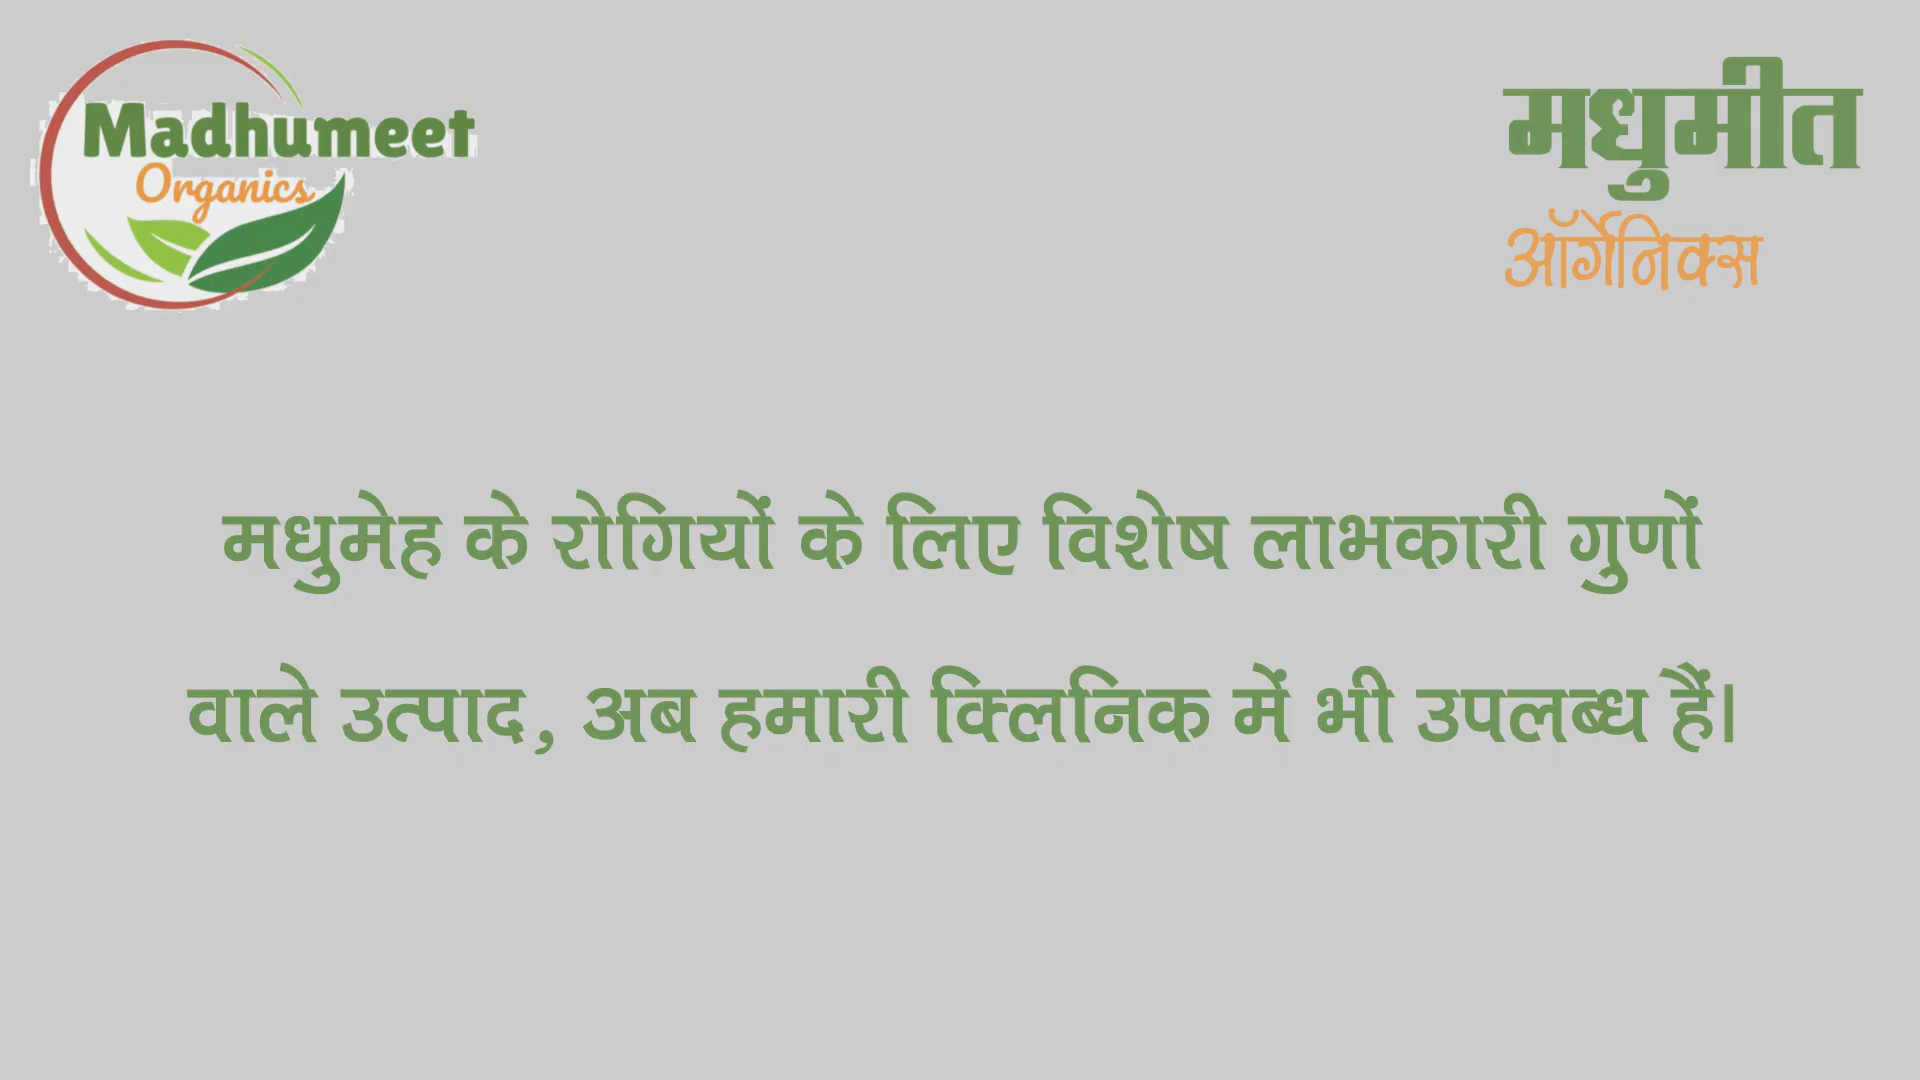 Madhumeet
Organics
मधुमीत
ऑर्गेनिक्स
मधुमेह के रोगियों के लिए विशेष लाभकारी गुणों
वाले उत्पाद, अब हमारी क्लिनिक में भी उपलब्ध हैं।